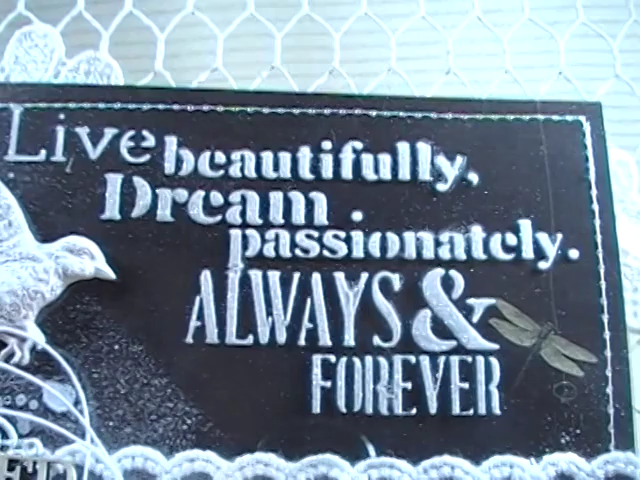 Live beautifully,
Dream .
passionately.
ALWAYS &
FOREVER